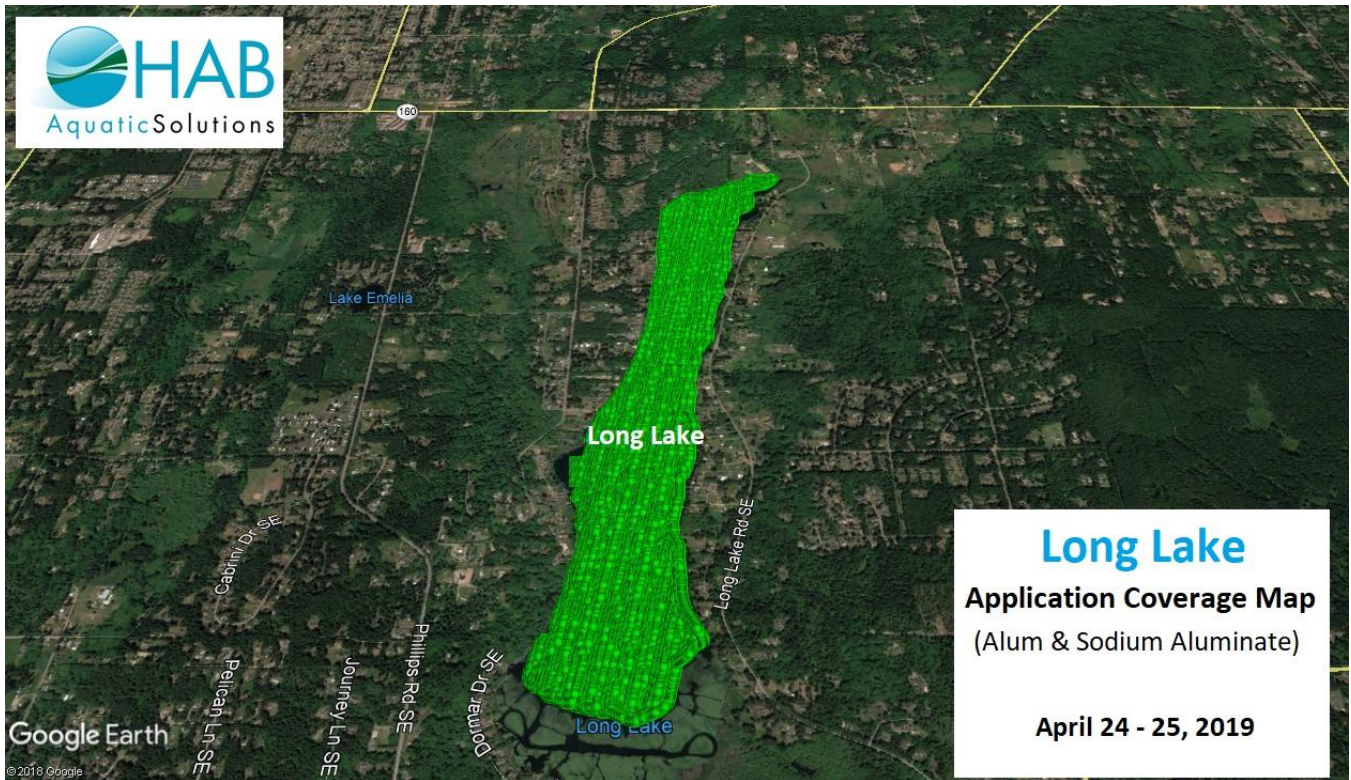 HAB
AquaticSolutions
160
Lake Emelia
Long Lake
Long Lake Rd SE
Cabrini Dr SE
Phillips Rd SE
Pelican Ln SE
Journey Ln SE
Dormar Dr SE
Long Lake
Long Lake
Application Coverage Map
(Alum & Sodium Aluminate)
April 24 - 25, 2019
Google Earth
©2018 Google